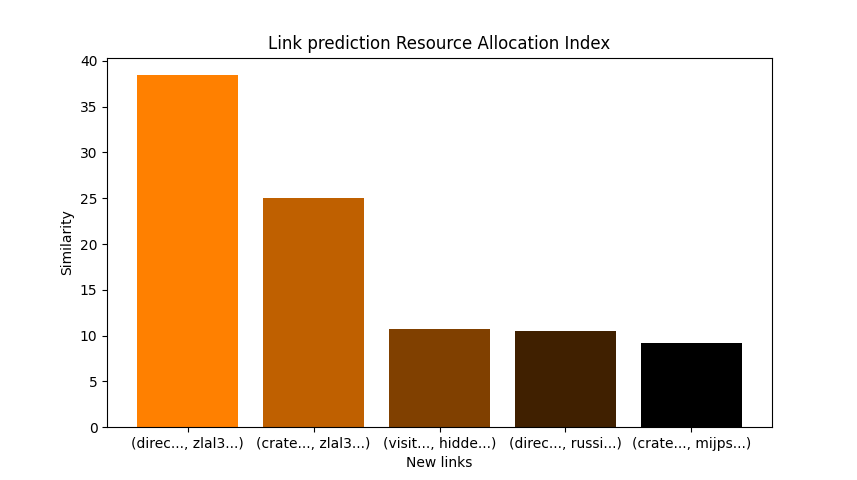 Link prediction Resource Allocation Index
40
35
30
25
20
15
10
5
0
Similarity
(direc..., zlal3...) (crate..., zlal3...) (visit..., hidde...) (direc..., russi...) (crate..., mijps...)
New links